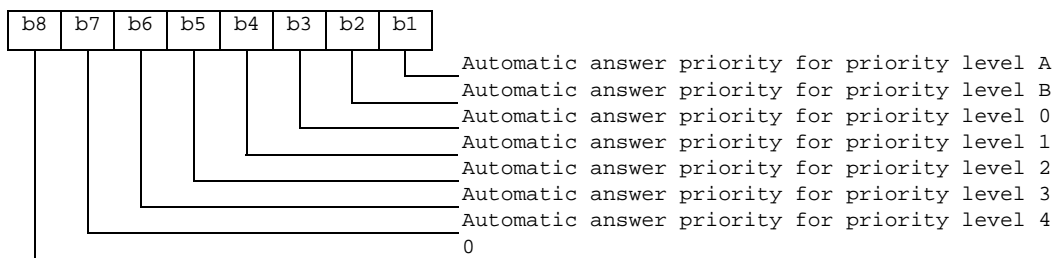 b8 b7 b6 b5 b4 b3 b2 b1
Automatic answer priority for priority level A
Automatic answer priority for priority level B
Automatic answer priority for priority level 0
Automatic answer priority for priority level 1
Automatic answer priority for priority level 2
Automatic answer priority for priority level 3
Automatic answer priority for priority level 4
0